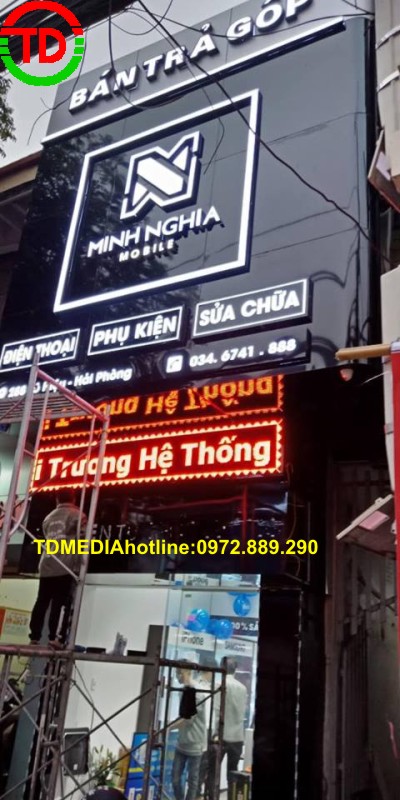 TD
BÁN TRẢ GÓP
MINH NGHIA
MOBILE
ĐIỆN THOẠI
PHỤ KIỆN
SỬA CHỮA
Hải Phòng
034.6741.888
Trương Hệ Thống
TDMEDIAhotline:0972.889.290